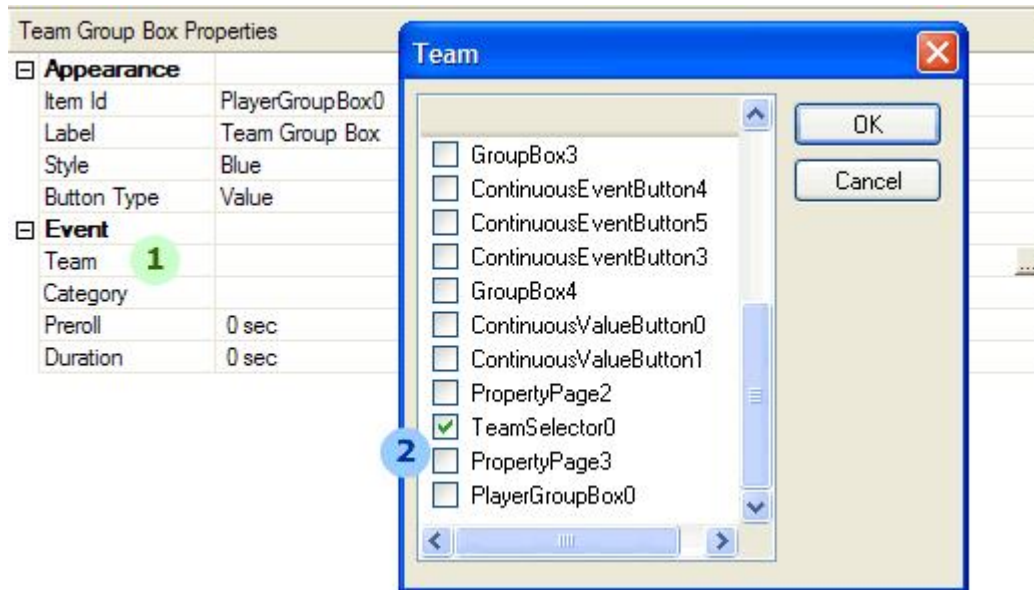 Team Group Box Properties
Appearance
Item Id PlayerGroupBox0
Label Team Group Box
Style Blue
Button Type Value
Event
Team 1 ...
Category
Preroll 0 sec
Duration 0 sec
Team
GroupBox3
ContinuousEventButton4
ContinuousEventButton5
ContinuousEventButton3
GroupBox4
ContinuousValueButton0
ContinuousValueButton1
PropertyPage2
TeamSelector0
2
PropertyPage3
PlayerGroupBox0
OK
Cancel